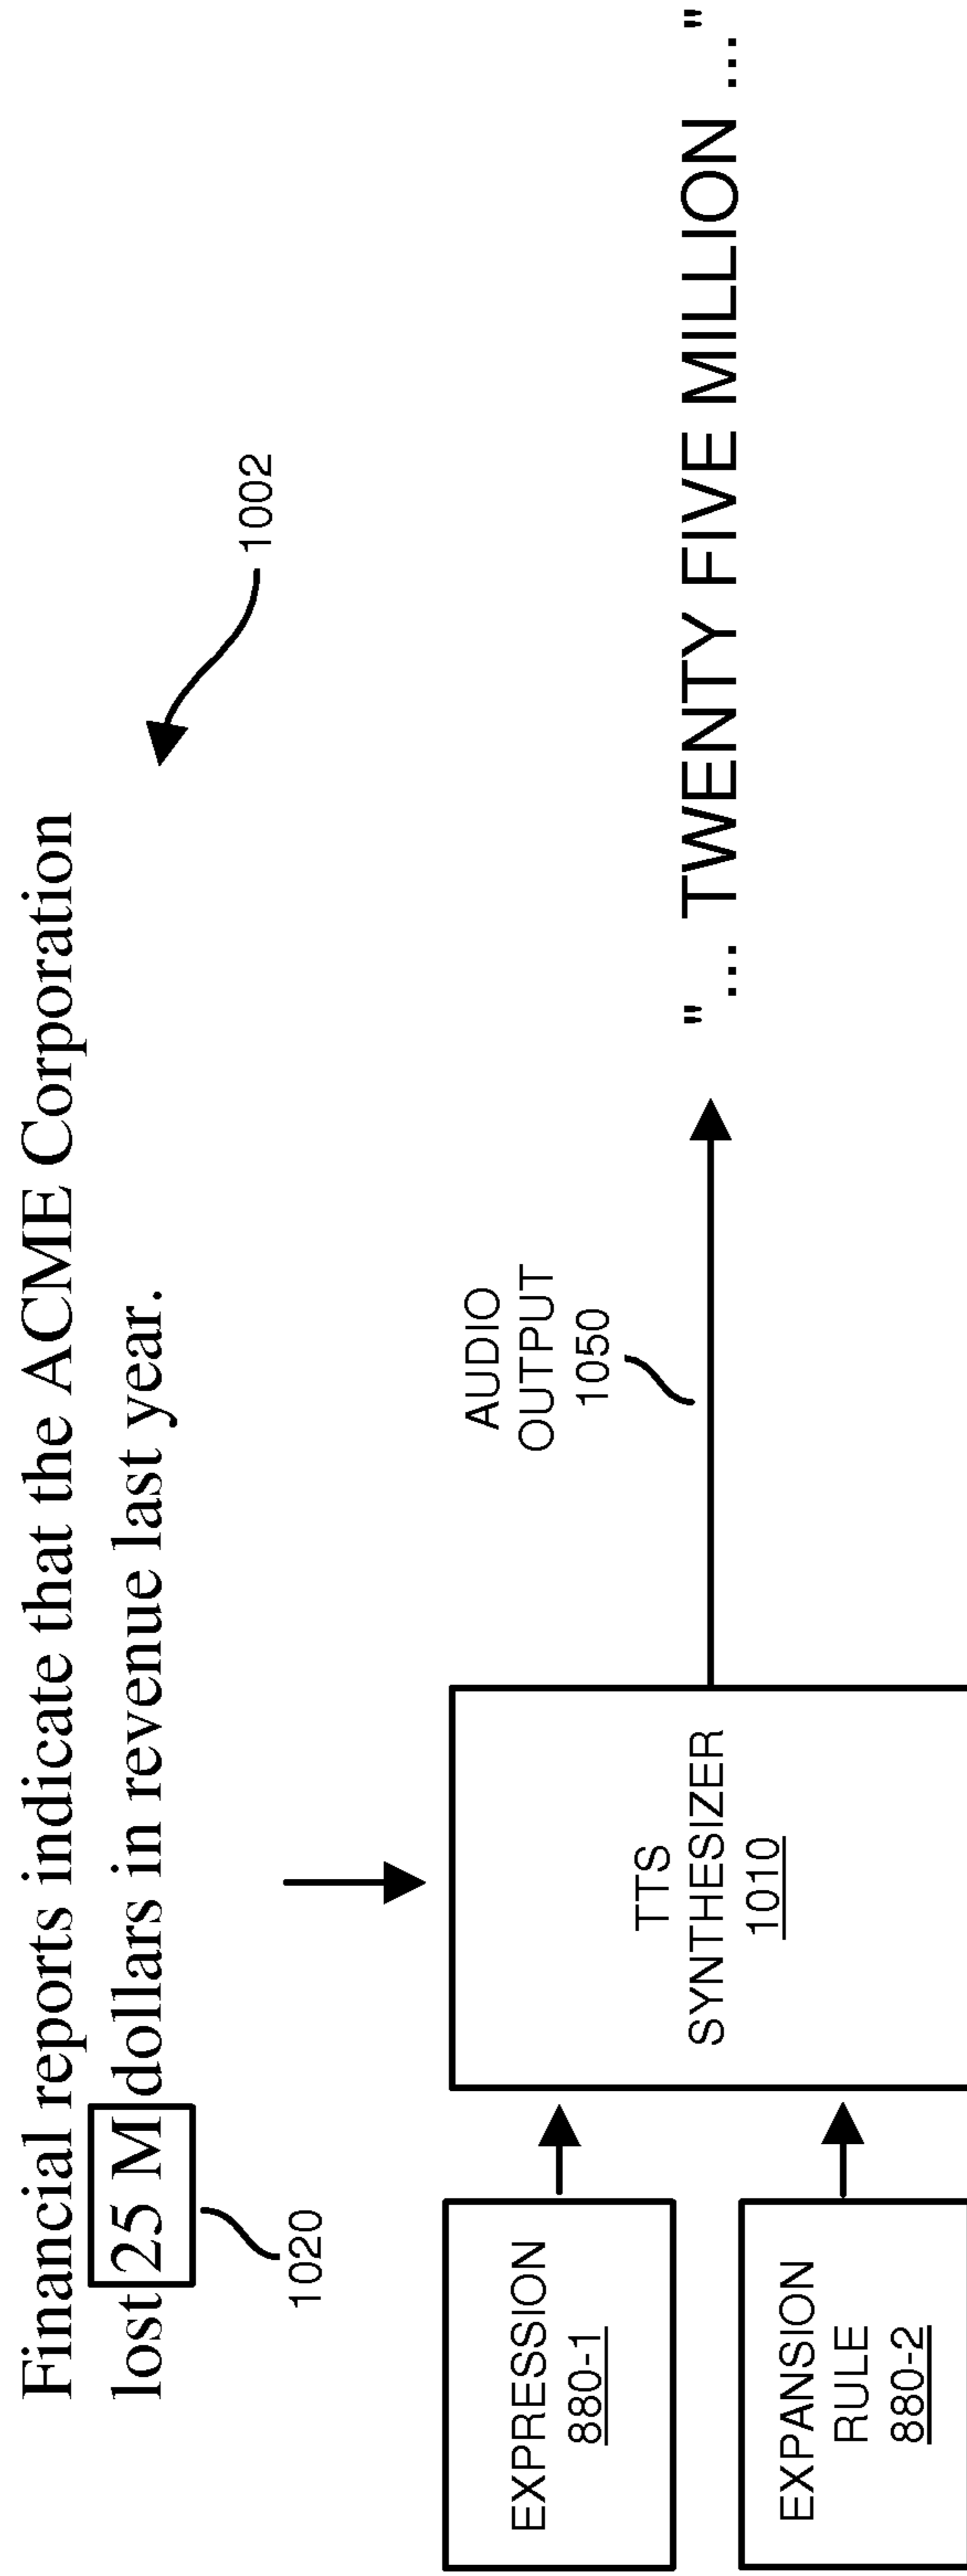 Financial reports indicate that the ACME Corporation
lost 25 M dollars in revenue last year.
1002
1020
EXPRESSION
880-1
EXPANSION
RULE
880-2
TTS
SYNTHESIZER
1010
AUDIO
OUTPUT
1050
" ... TWENTY FIVE MILLION ... "